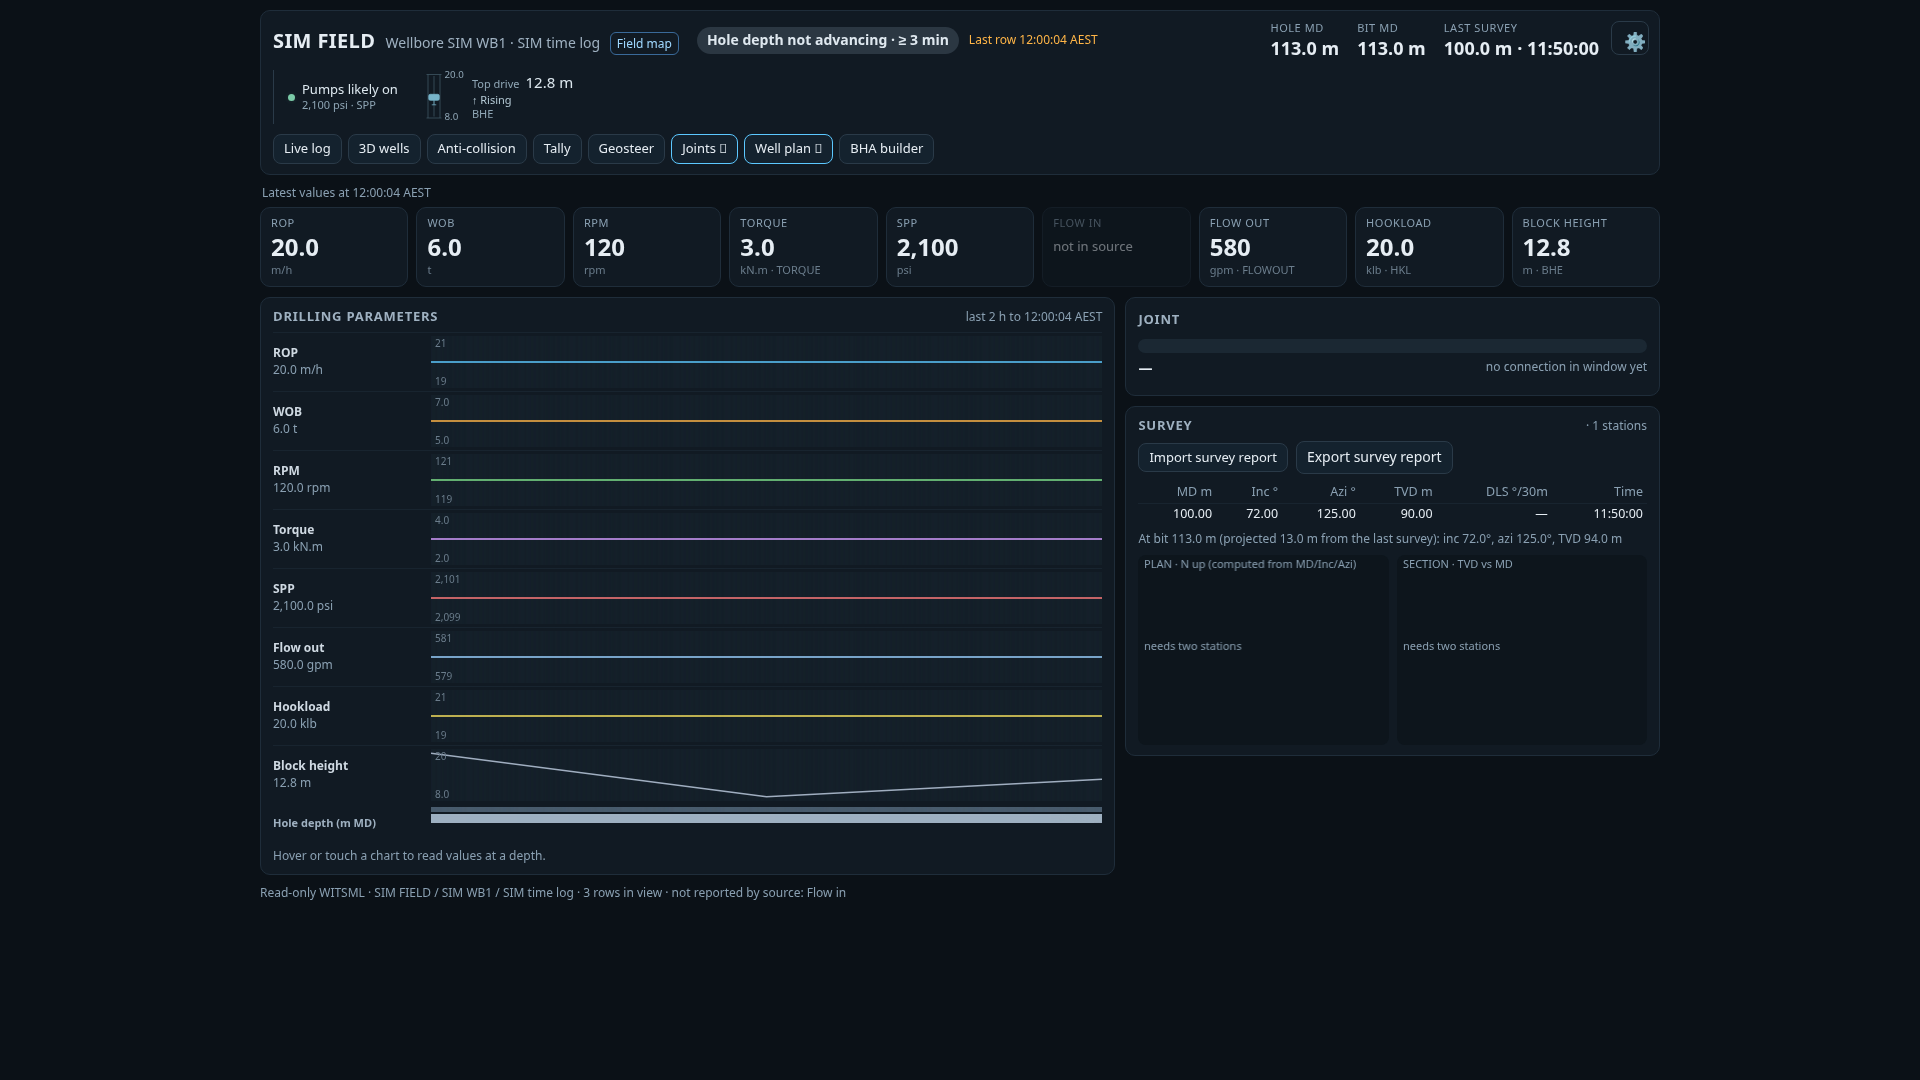 SIM FIELD Wellbore SIM WB1 · SIM time log Field map Hole depth not advancing · ≥ 3 min Last row 12:00:04 AEST
HOLE MD BIT MD LAST SURVEY
113.0 m 113.0 m 100.0 m · 11:50:00
Pumps likely on
2,100 psi · SPP
20.0
8.0
Top drive 12.8 m
↑ Rising
BHE
Live log 3D wells Anti-collision Tally Geosteer Joints Well plan BHA builder
Latest values at 12:00:04 AEST
ROP
20.0
m/h
WOB
6.0
t
RPM
120
rpm
TORQUE
3.0
kN.m · TORQUE
SPP
2,100
psi
FLOW IN
not in source
FLOW OUT
580
gpm · FLOWOUT
HOOKLOAD
20.0
klb · HKL
BLOCK HEIGHT
12.8
m · BHE
DRILLING PARAMETERS last 2 h to 12:00:04 AEST
ROP
20.0 m/h
21
19
WOB
6.0 t
7.0
5.0
RPM
120.0 rpm
121
119
Torque
3.0 kN.m
4.0
2.0
SPP
2,100.0 psi
2,101
2,099
Flow out
580.0 gpm
581
579
Hookload
20.0 klb
21
19
Block height
12.8 m
20
8.0
Hole depth (m MD)
Hover or touch a chart to read values at a depth.
JOINT
— no connection in window yet
SURVEY · 1 stations
Import survey report Export survey report
MD m Inc ° Azi ° TVD m DLS °/30m Time
100.00 72.00 125.00 90.00 — 11:50:00
At bit 113.0 m (projected 13.0 m from the last survey): inc 72.0°, azi 125.0°, TVD 94.0 m
PLAN · N up (computed from MD/Inc/Azi)
needs two stations
SECTION · TVD vs MD
needs two stations
Read-only WITSML · SIM FIELD / SIM WB1 / SIM time log · 3 rows in view · not reported by source: Flow in